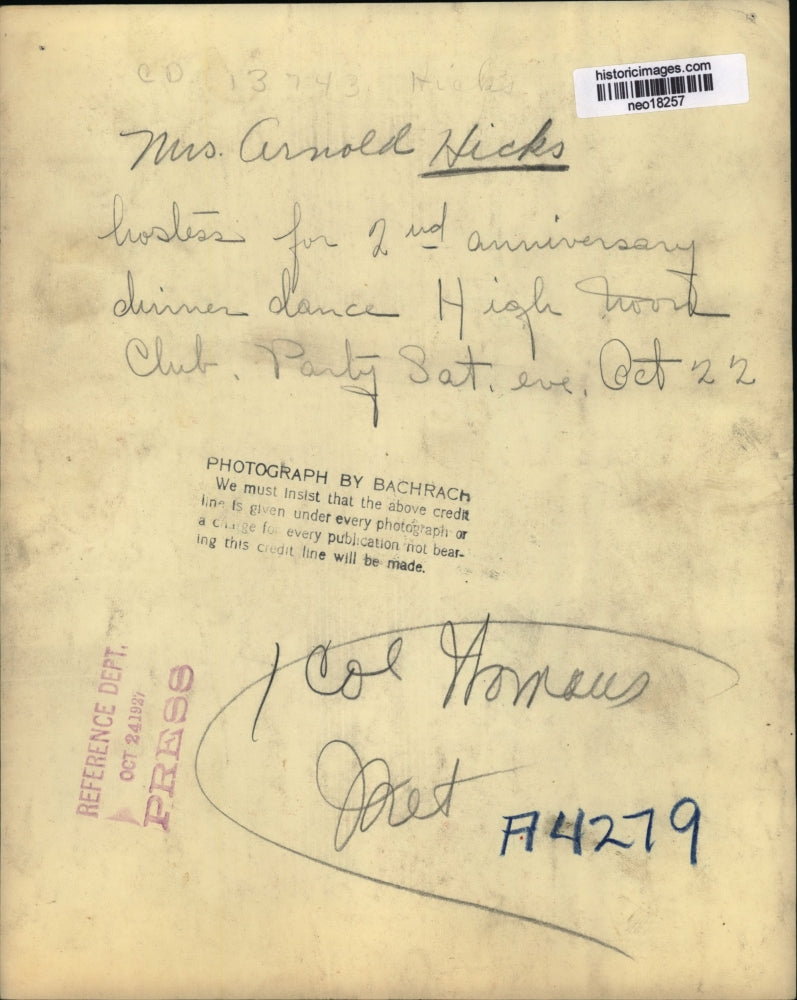 CD. 13743 Hicks
historicimages.com
neo18257
Mrs. Arnold Hicks
hostess for 2nd anniversary
dinner dance High Noon
Club. Party Sat. eve. Oct 22
PHOTOGRAPH BY BACHRACH
We must insist that the above credit
line is given under every photograph or
a charge for every publication not bear-
ing this credit line will be made.
1 Col Womans
REFERENCE DEPT.
OCT 24 1927
PRESS
A4279